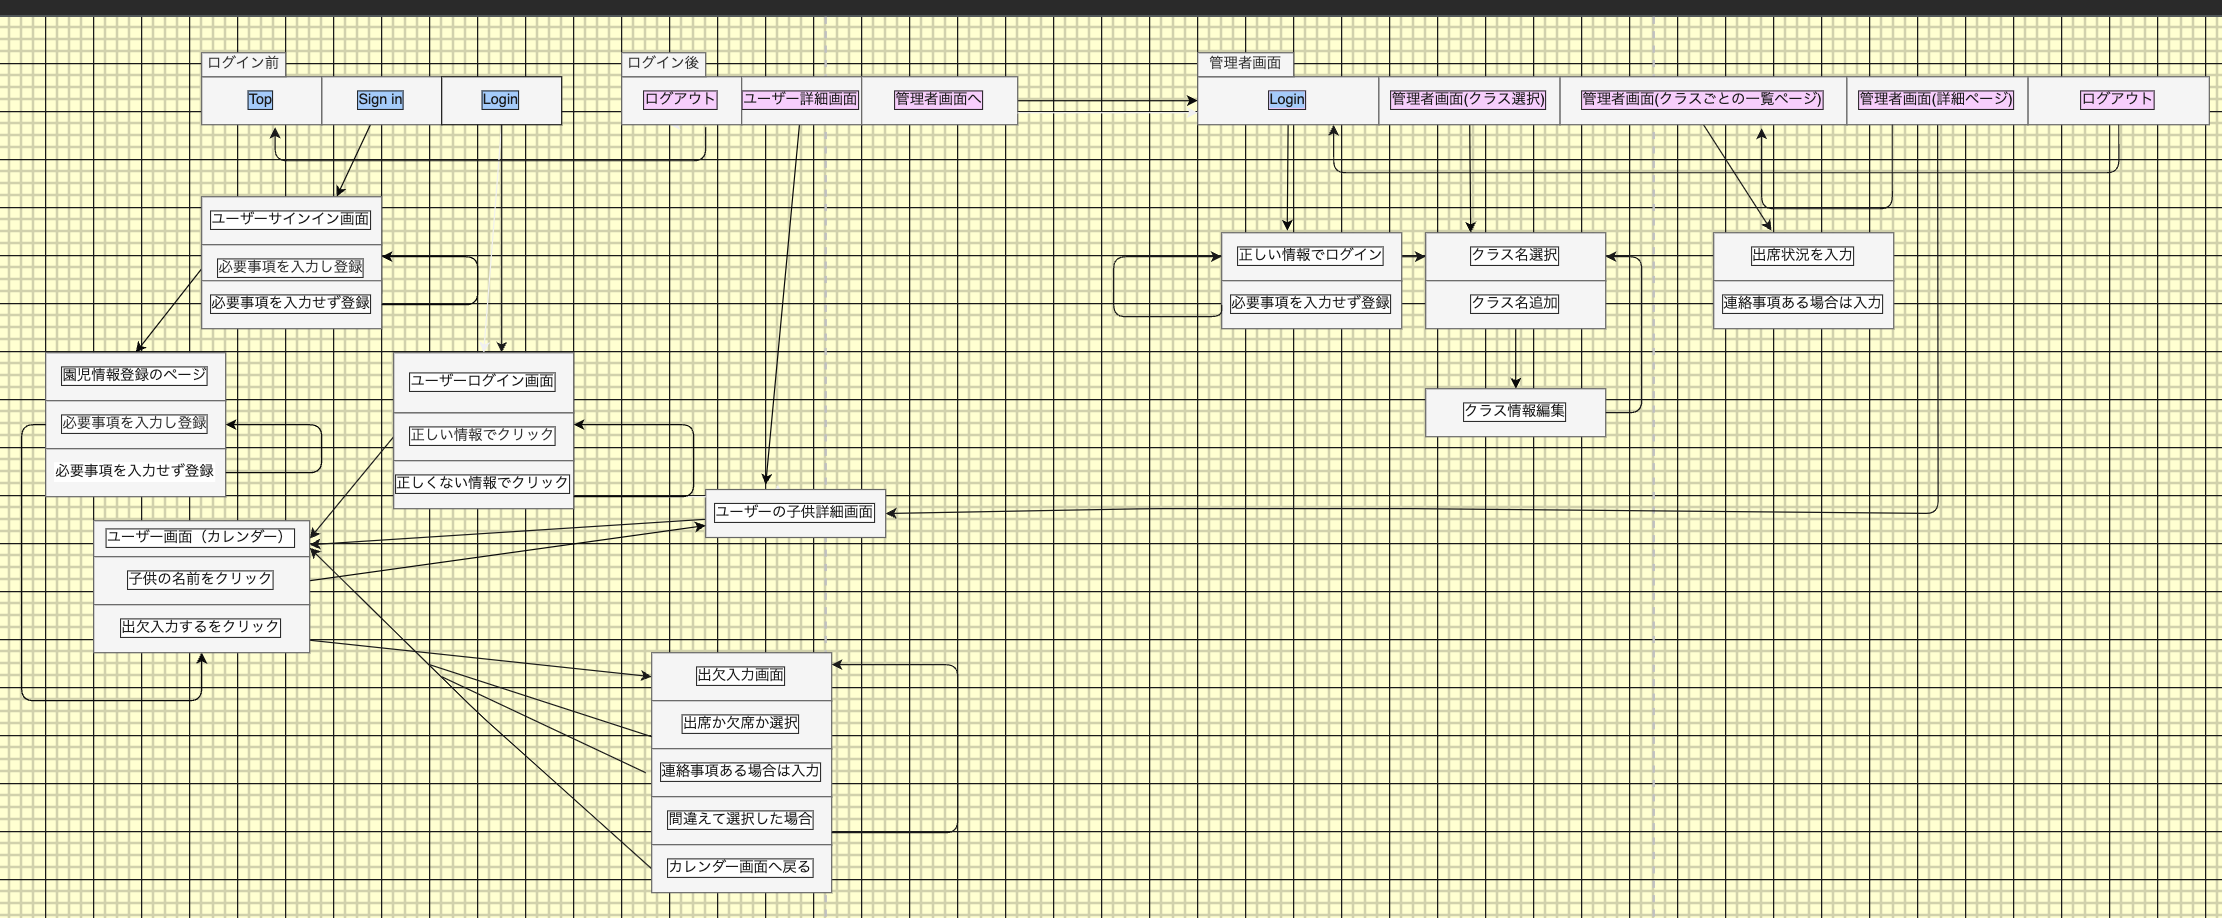 ログイン前
Top
Sign in
Login
ログイン後
ログアウト
ユーザー詳細画面
管理者画面へ
管理者画面
Login
管理者画面(クラス選択)
管理者画面(クラスごとの一覧ページ)
管理者画面(詳細ページ)
ログアウト
ユーザーサインイン画面
必要事項を入力し登録
必要事項を入力せず登録
正しい情報でログイン
必要事項を入力せず登録
クラス名選択
クラス名追加
出席状況を入力
連絡事項ある場合は入力
園児情報登録のページ
必要事項を入力し登録
必要事項を入力せず登録
ユーザーログイン画面
正しい情報でクリック
正しくない情報でクリック
クラス情報編集
ユーザーの子供詳細画面
ユーザー画面（カレンダー）
子供の名前をクリック
出欠入力するをクリック
出欠入力画面
出席か欠席か選択
連絡事項ある場合は入力
間違えて選択した場合
カレンダー画面へ戻る